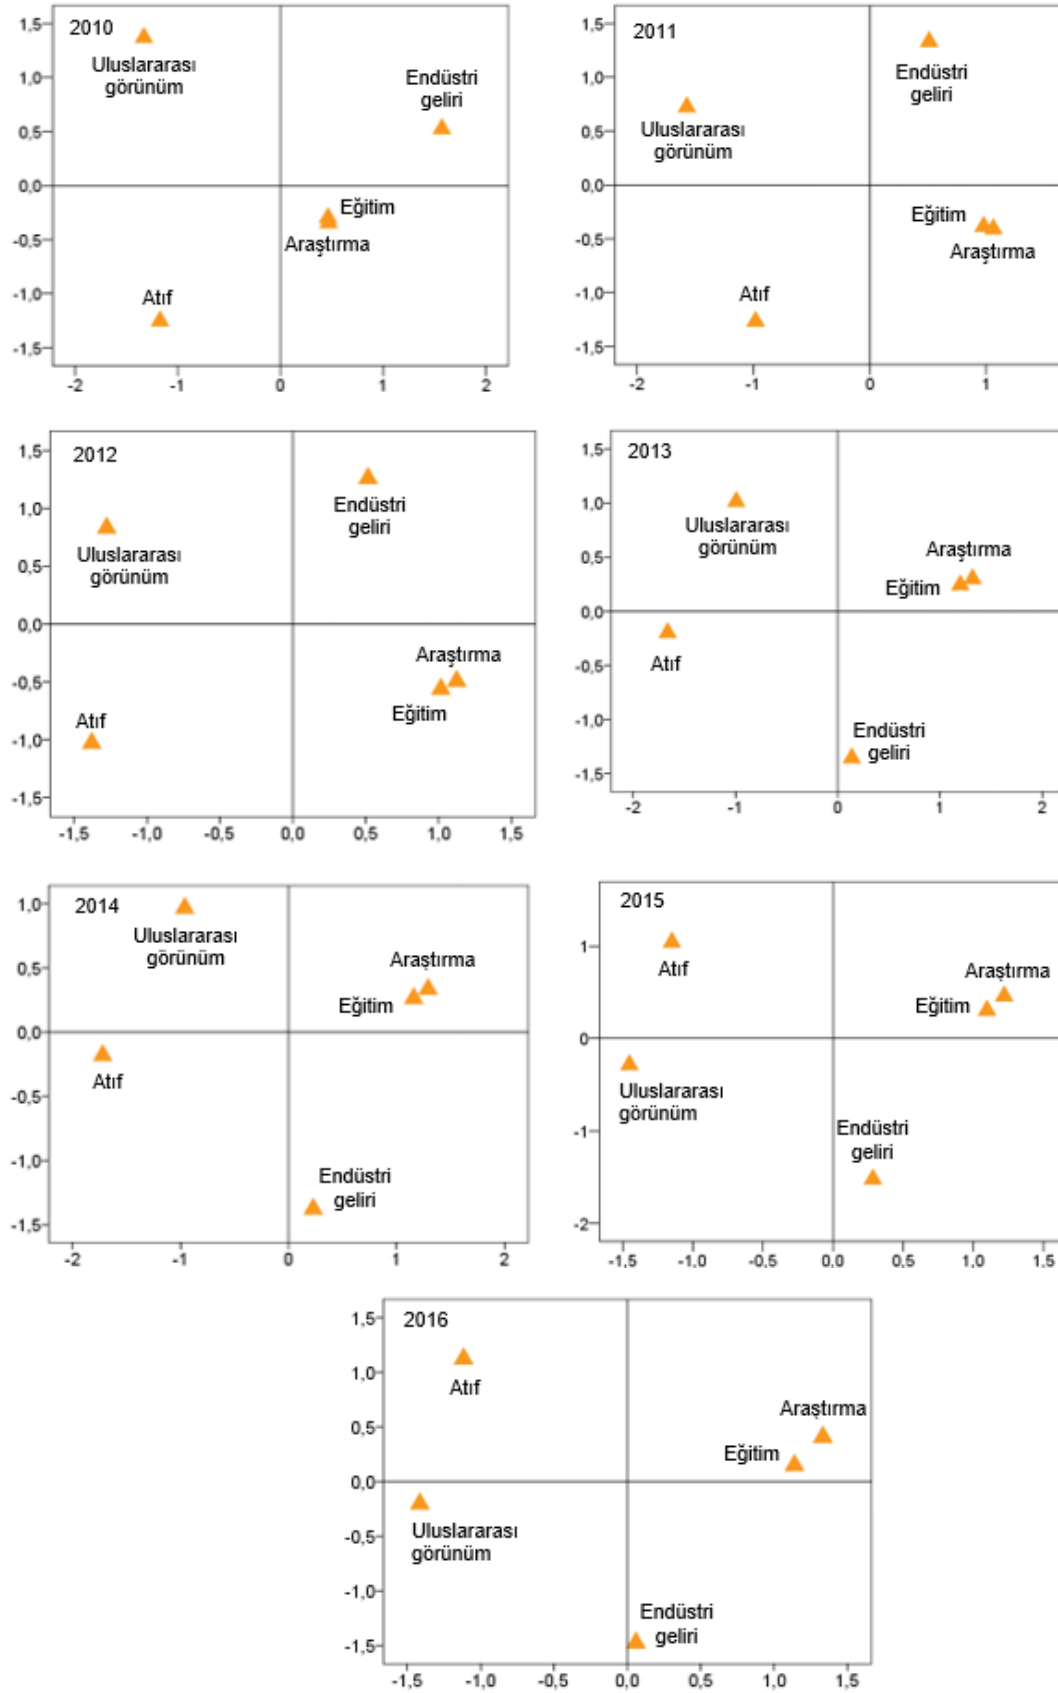 2010
Uluslararası
görünüm
Endüstri
geliri
Eğitim
Araştırma
Atıf
1,5
1,0
0,5
0,0
-0,5
-1,0
-1,5
-2 -1 0 1 2
2011
Endüstri
geliri
Uluslararası
görünüm
Eğitim
Araştırma
Atıf
1,5
1,0
0,5
0,0
-0,5
-1,0
-1,5
-2 -1 0 1
2012
Endüstri
geliri
Uluslararası
görünüm
Araştırma
Eğitim
Atıf
1,5
1,0
0,5
0,0
-0,5
-1,0
-1,5
-1,5 -1,0 -0,5 0,0 0,5 1,0 1,5
2013
Uluslararası
görünüm
Araştırma
Eğitim
Atıf
Endüstri
geliri
1,5
1,0
0,5
0,0
-0,5
-1,0
-1,5
-2 -1 0 1 2
2014
Uluslararası
görünüm
Araştırma
Eğitim
Atıf
Endüstri
geliri
1,0
0,5
0,0
-0,5
-1,0
-1,5
-2 -1 0 1 2
2015
Atıf
Araştırma
Eğitim
Uluslararası
görünüm
Endüstri
geliri
1
0
-1
-2
-1,5 -1,0 -0,5 0,0 0,5 1,0 1,5
2016
Atıf
Araştırma
Eğitim
Uluslararası
görünüm
Endüstri
geliri
1,5
1,0
0,5
0,0
-0,5
-1,0
-1,5
-1,5 -1,0 -0,5 0,0 0,5 1,0 1,5